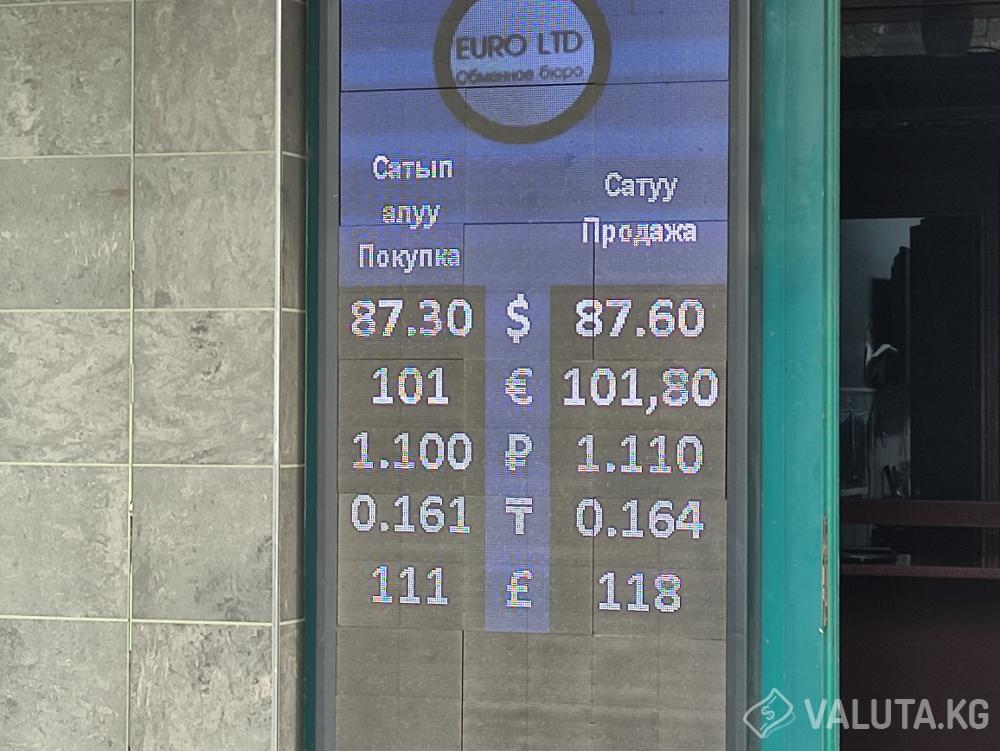 EURO LTD
Обменное бюро
Сатып
алуу
Покупка
Сатуу
Продажа
87.30 $ 87.60
101 € 101,80
1.100 ₽ 1.110
0.161 ₸ 0.164
111 £ 118
VALUTA.KG